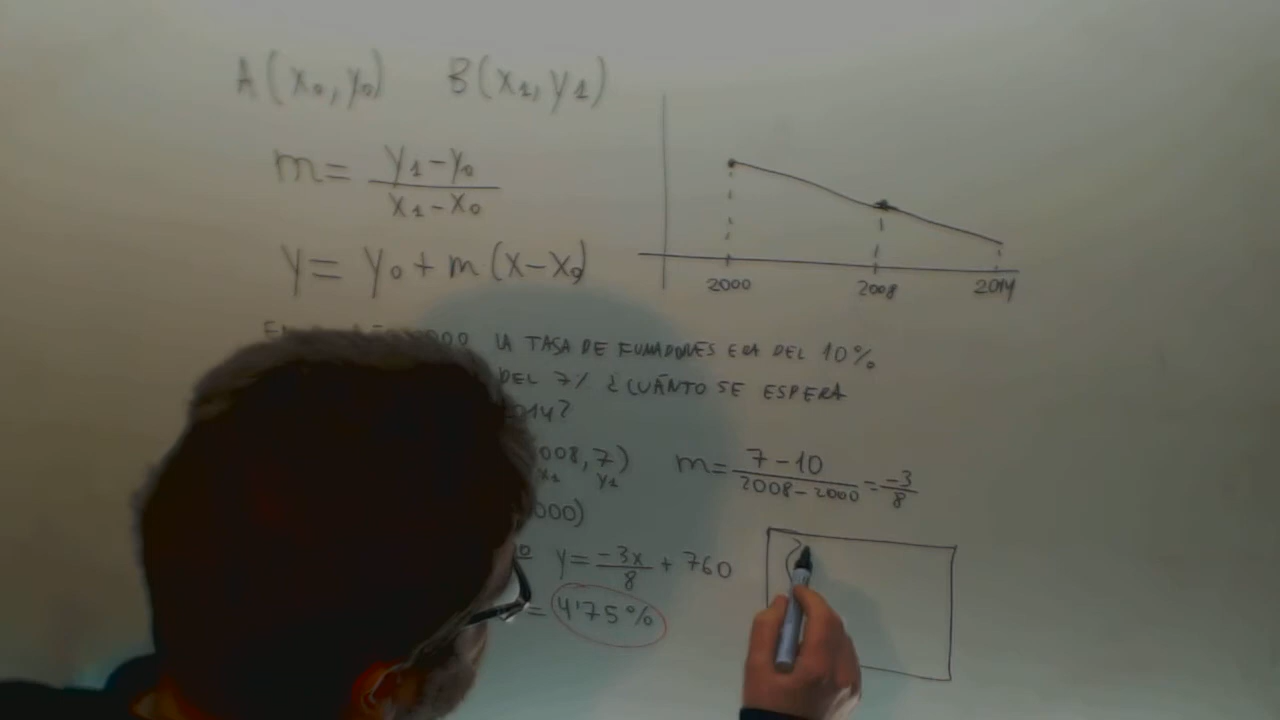 A(x₀, y₀) B(x₁, y₁)
m = (y₁ - y₀) / (x₁ - x₀)
y = y₀ + m (x - x₀)
2000 2008 2014
LA TASA DE FUMADORES ERA DEL 10%
DEL 7% ¿CUÁNTO SE ESPERA
2014?
008, 7) m = (7 - 10) / (2008 - 2000) = -3/8
x₁ y₁
000)
y = -3x/8 + 760
= 4'75%